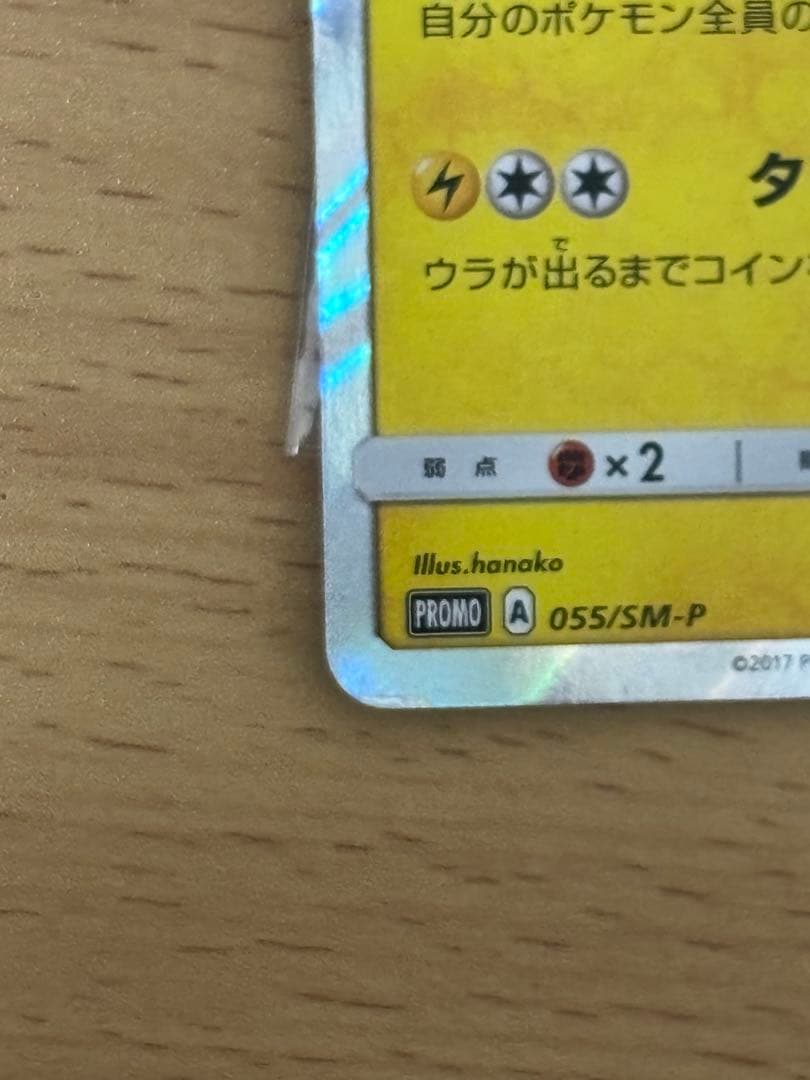 自分のポケモン全員の
タ
ウラが出るまでコイン
で
弱点 ×2
Illus.hanako
PROMO A 055/SM-P
©2017 P